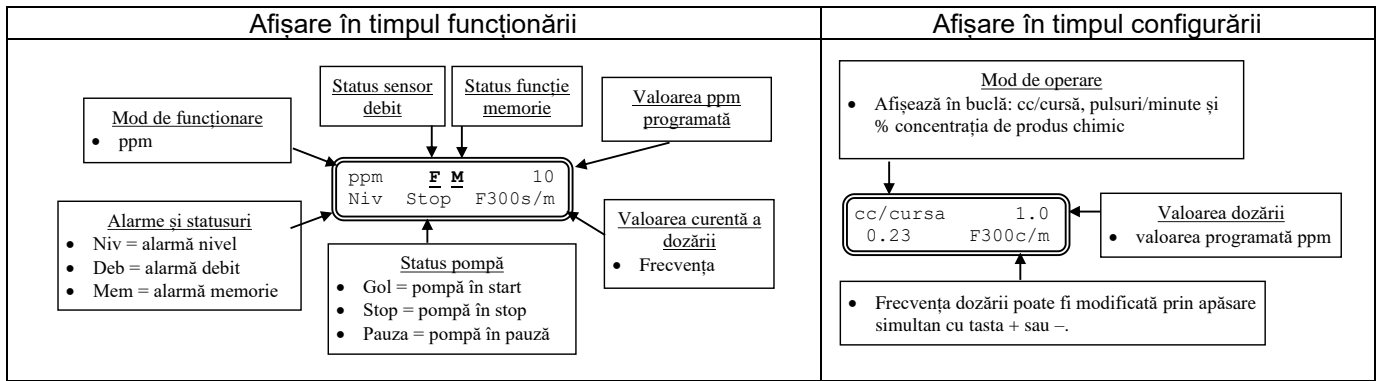 Afișare în timpul funcționării
Afișare în timpul configurării
Status sensor
debit
Status funcție
memorie
Mod de funcționare
• ppm
Valoarea ppm
programată
ppm F M 10
Niv Stop F300s/m
Alarme și statusuri
• Niv = alarmă nivel
• Deb = alarmă debit
• Mem = alarmă memorie
Status pompă
• Gol = pompă în start
• Stop = pompă în stop
• Pauza = pompă în pauză
Valoarea curentă a
dozării
• Frecvența
Mod de operare
• Afișează în buclă: cc/cursă, pulsuri/minute și
% concentrația de produs chimic
cc/cursa 1.0
0.23 F300c/m
Valoarea dozării
• valoarea programată ppm
• Frecvența dozării poate fi modificată prin apăsare
simultan cu tasta + sau –.